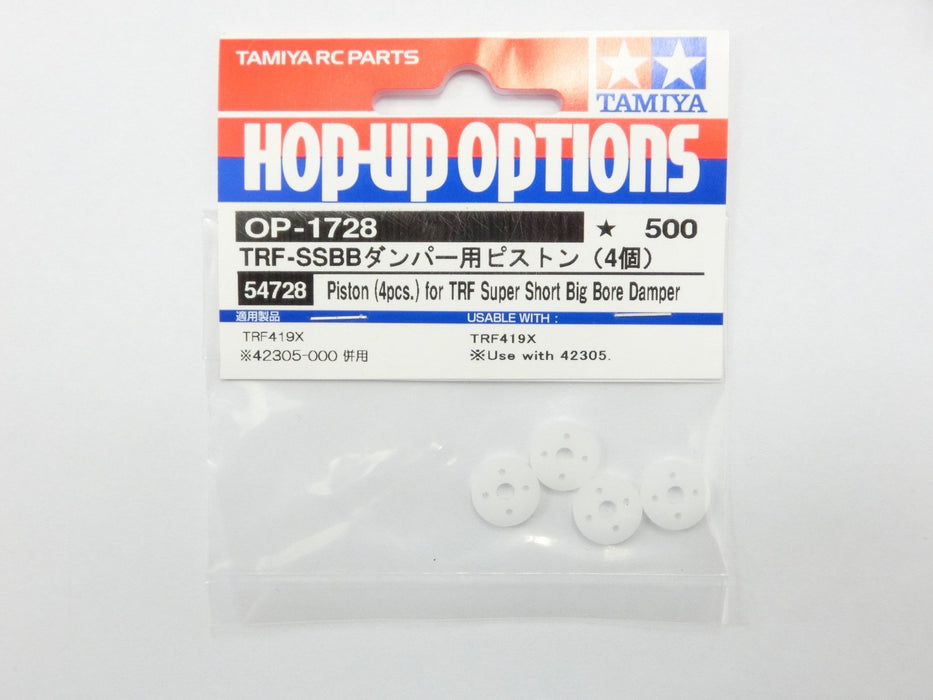 TAMIYA RC PARTS
TAMIYA
HOP-UP OPTIONS
OP-1728 ★ 500
TRF-SSBBダンパー用ピストン（4個）
54728 Piston (4pcs.) for TRF Super Short Big Bore Damper
適用製品 USABLE WITH :
TRF419X TRF419X
※42305-000 併用 ※Use with 42305.